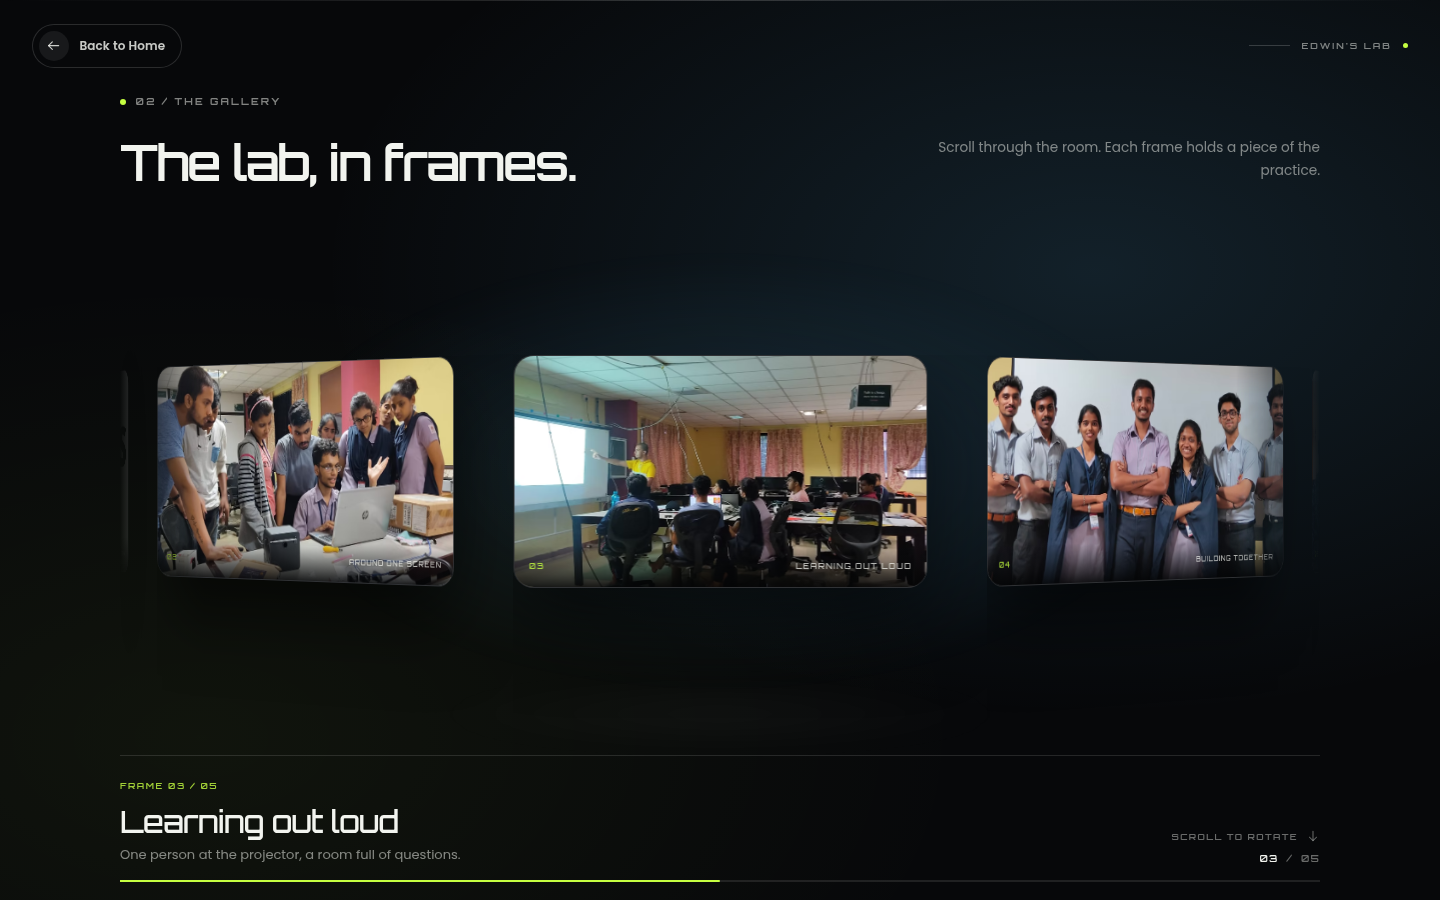 Back to Home
EDWIN'S LAB
02 / THE GALLERY
The lab, in frames.
Scroll through the room. Each frame holds a piece of the
practice.
02
AROUND ONE SCREEN
03
LEARNING OUT LOUD
04
BUILDING TOGETHER
FRAME 03 / 05
Learning out loud
One person at the projector, a room full of questions.
SCROLL TO ROTATE
03 / 05